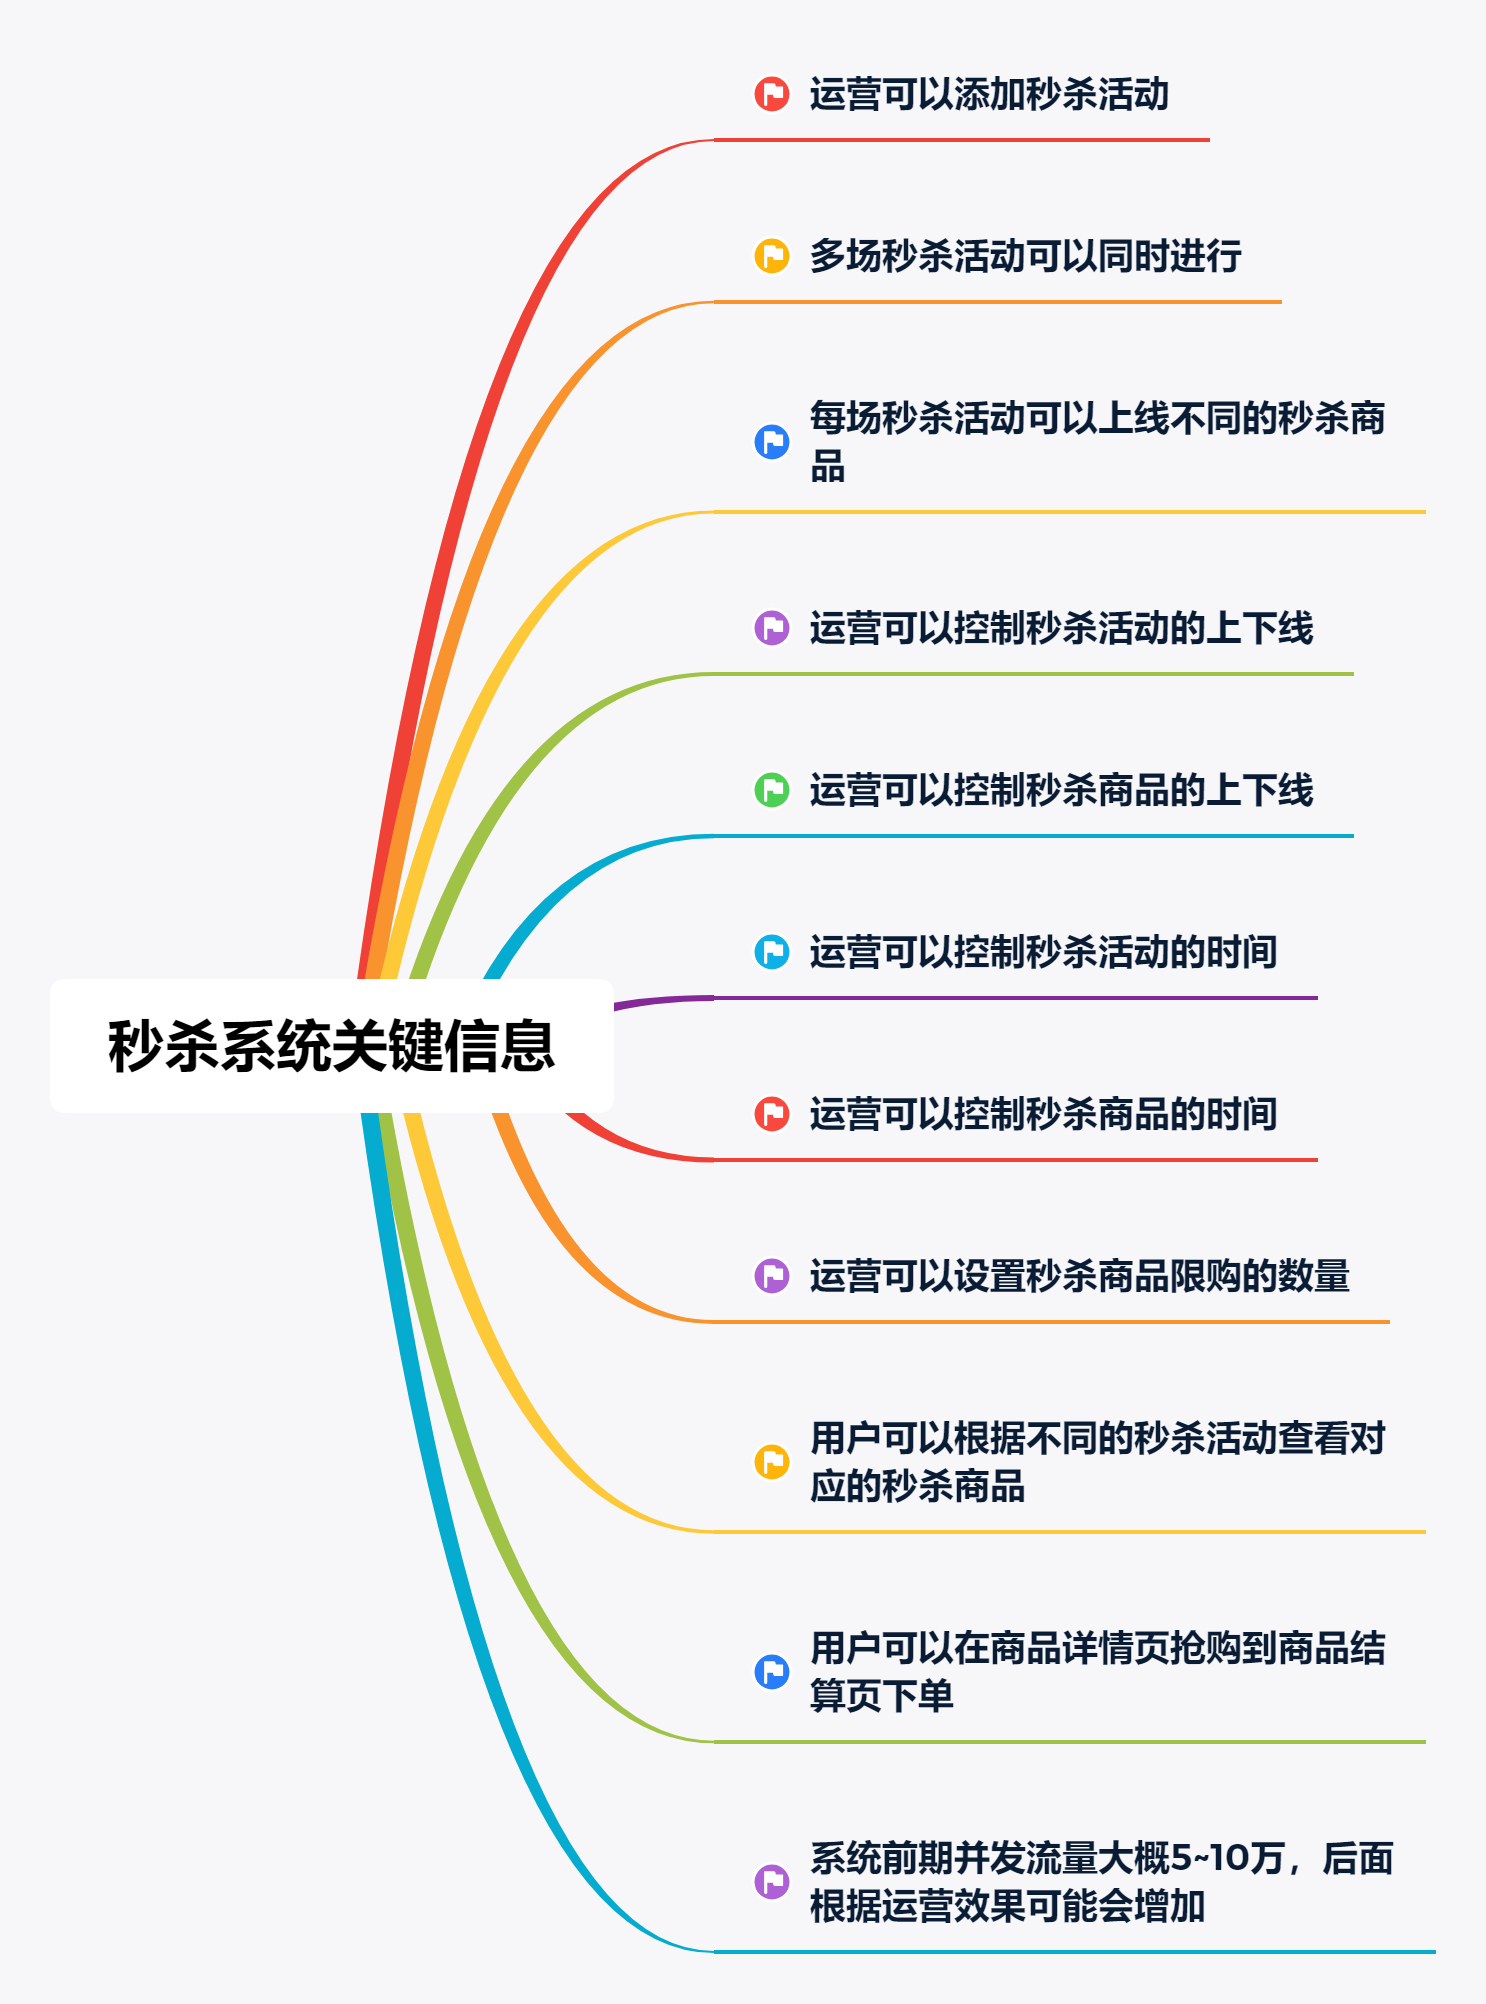 运营可以添加秒杀活动
多场秒杀活动可以同时进行
每场秒杀活动可以上线不同的秒杀商
品
运营可以控制秒杀活动的上下线
运营可以控制秒杀商品的上下线
运营可以控制秒杀活动的时间
秒杀系统关键信息
运营可以控制秒杀商品的时间
运营可以设置秒杀商品限购的数量
用户可以根据不同的秒杀活动查看对
应的秒杀商品
用户可以在商品详情页抢购到商品结
算页下单
系统前期并发流量大概5~10万，后面
根据运营效果可能会增加